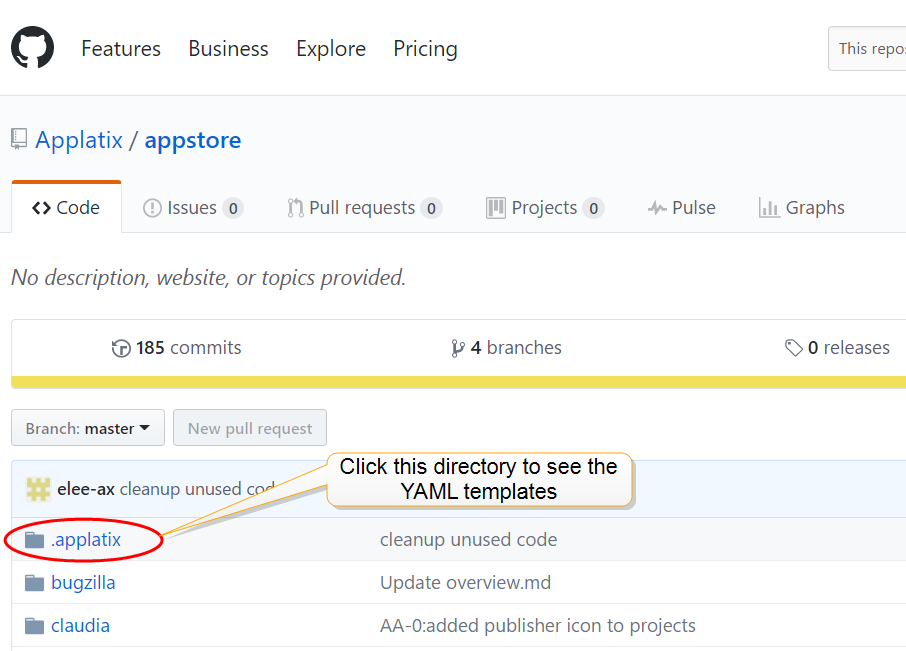 Features Business Explore Pricing
This repos
Applatix / appstore
Code Issues 0 Pull requests 0 Projects 0 Pulse Graphs
No description, website, or topics provided.
185 commits 4 branches 0 releases
Branch: master New pull request
Click this directory to see the
YAML templates
elee-ax cleanup unused cod
.applatix cleanup unused code
bugzilla Update overview.md
claudia AA-0:added publisher icon to projects